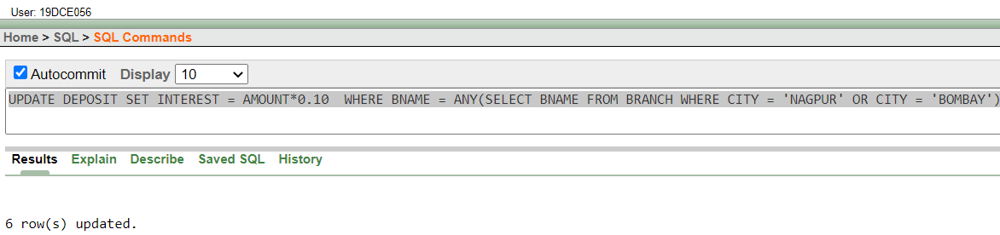 User: 19DCE056
Home > SQL > SQL Commands
Autocommit Display 10
UPDATE DEPOSIT SET INTEREST = AMOUNT*0.10  WHERE BNAME = ANY(SELECT BNAME FROM BRANCH WHERE CITY = 'NAGPUR' OR CITY = 'BOMBAY')
Results Explain Describe Saved SQL History
6 row(s) updated.